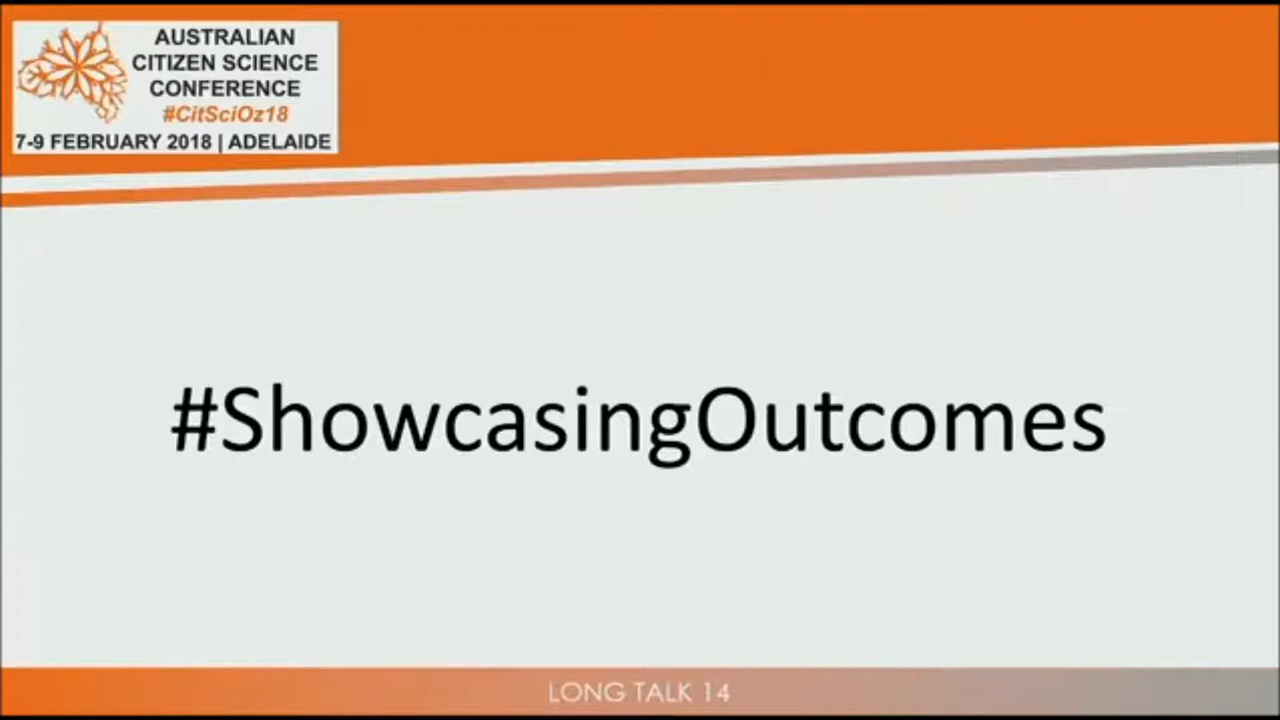 AUSTRALIAN
CITIZEN SCIENCE
CONFERENCE
#CitSciOz18
7-9 FEBRUARY 2018 | ADELAIDE
#ShowcasingOutcomes
LONG TALK 14